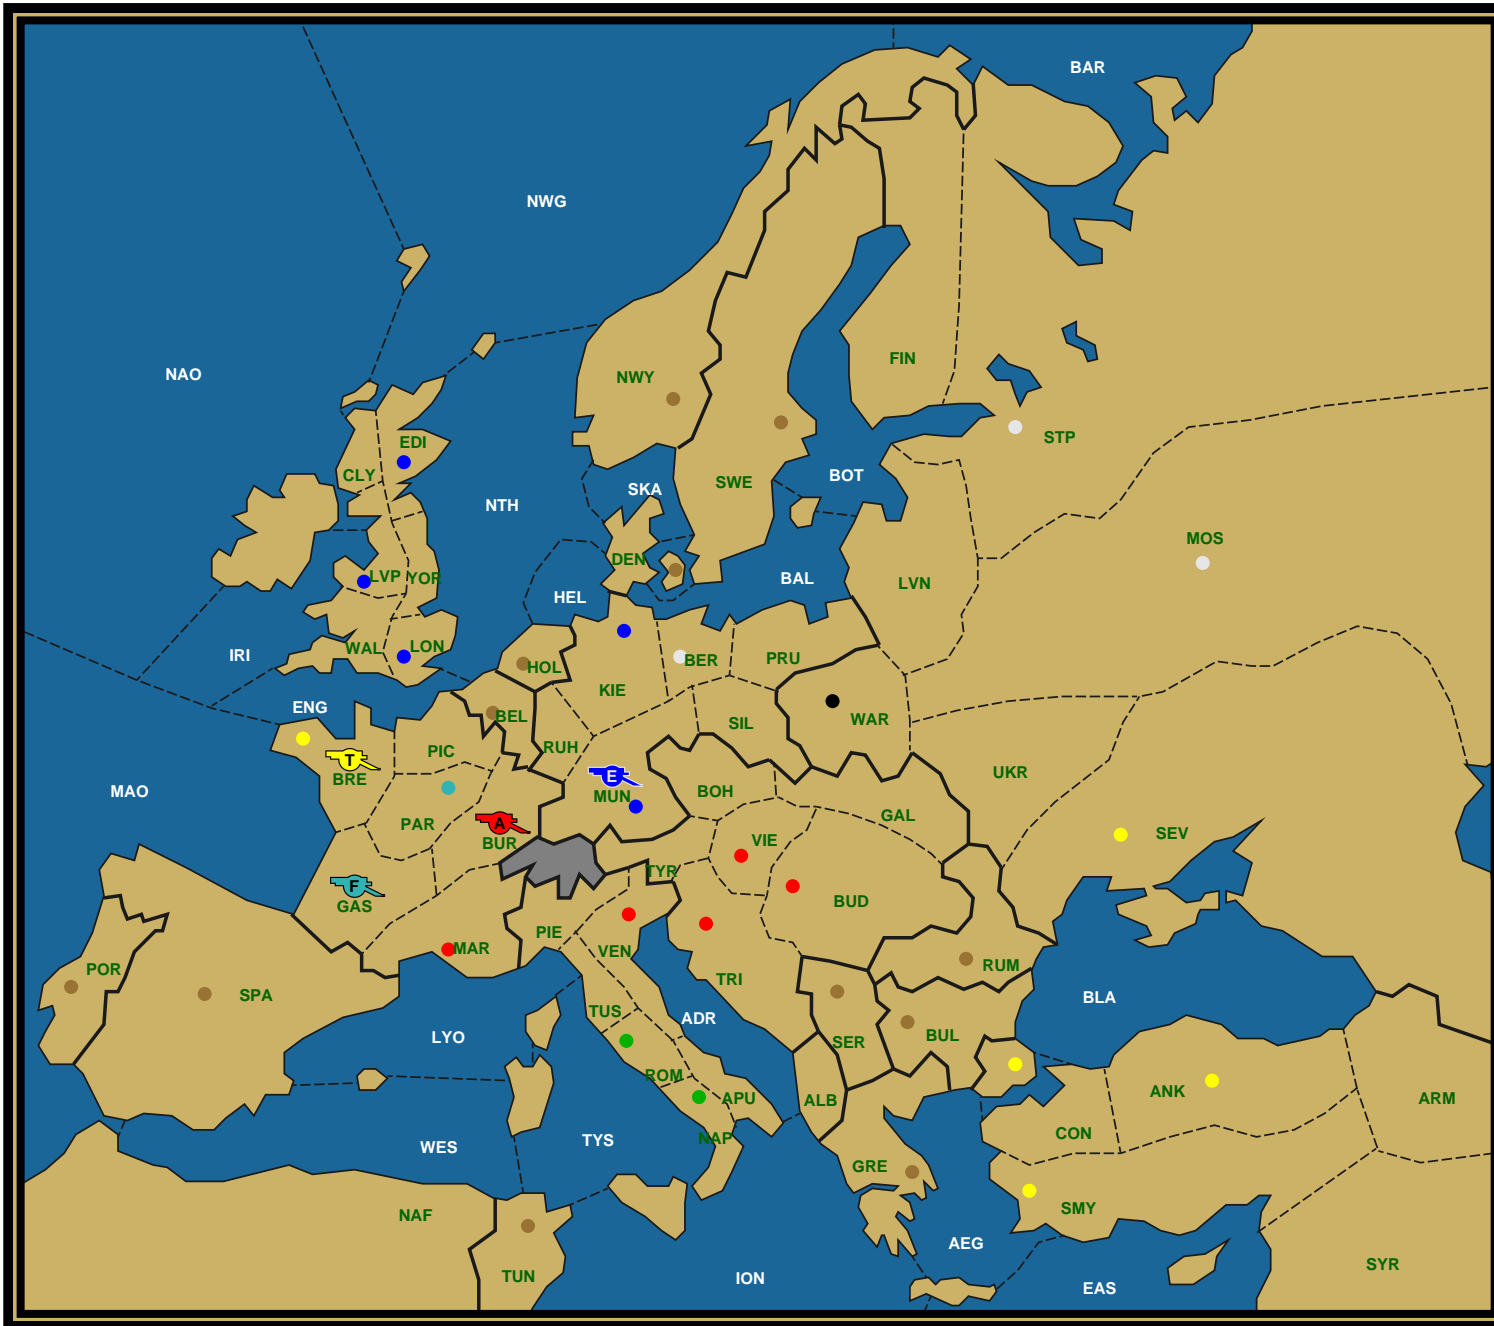 BAR
NWG
NAO
FIN
NWY
STP
EDI
CLY
SKA
SWE
BOT
NTH
MOS
DEN
LVP
YOR
BAL
LVN
HEL
IRI
WAL
LON
HOL
BER
PRU
KIE
ENG
BEL
WAR
SIL
PIC
RUH
T
BRE
E
MUN
UKR
MAO
BOH
GAL
PAR
A
BUR
SEV
VIE
TYR
F
GAS
BUD
PIE
MAR
VEN
POR
SPA
TRI
RUM
BLA
TUS
ADR
LYO
SER
BUL
ROM
APU
ALB
ANK
ARM
CON
WES
TYS
NAP
GRE
NAF
SMY
AEG
TUN
ION
EAS
SYR